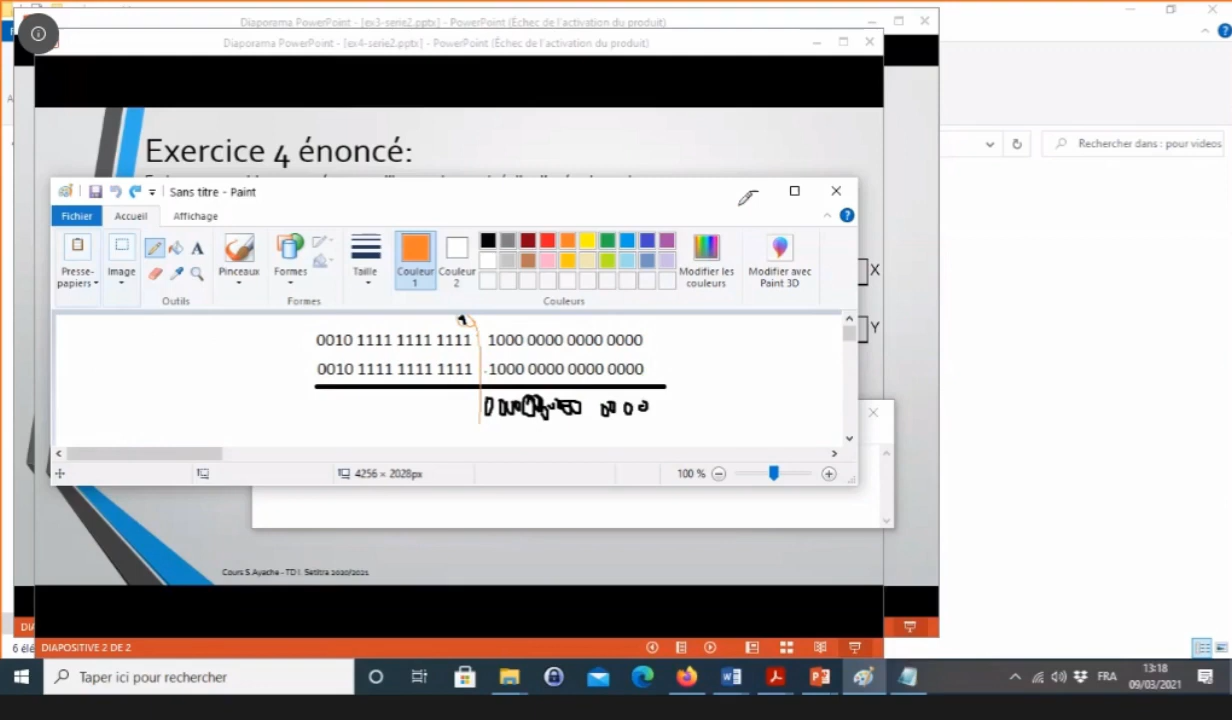 Diaporama PowerPoint - [ex3-serie2.pptx] - PowerPoint (Échec de l'activation du produit)
Diaporama PowerPoint - [ex4-serie2.pptx] - PowerPoint (Échec de l'activation du produit)
Rechercher dans : pour videos
Exercice 4 énoncé:
Sans titre - Paint
Fichier Accueil Affichage
Presse-papiers Image Pinceaux Formes Taille Couleur 1 Couleur 2 Modifier les couleurs Modifier avec Paint 3D
Outils Formes Couleurs
X
Y
0010 1111 1111 1111 1000 0000 0000 0000
0010 1111 1111 1111 1000 0000 0000 0000
4256 × 2028px 100 %
Cours S.Ayache - TD1. Setitra 2020/2021
DIAPOSITIVE 2 DE 2
6 élé
Taper ici pour rechercher
FRA
13:18
09/03/2021